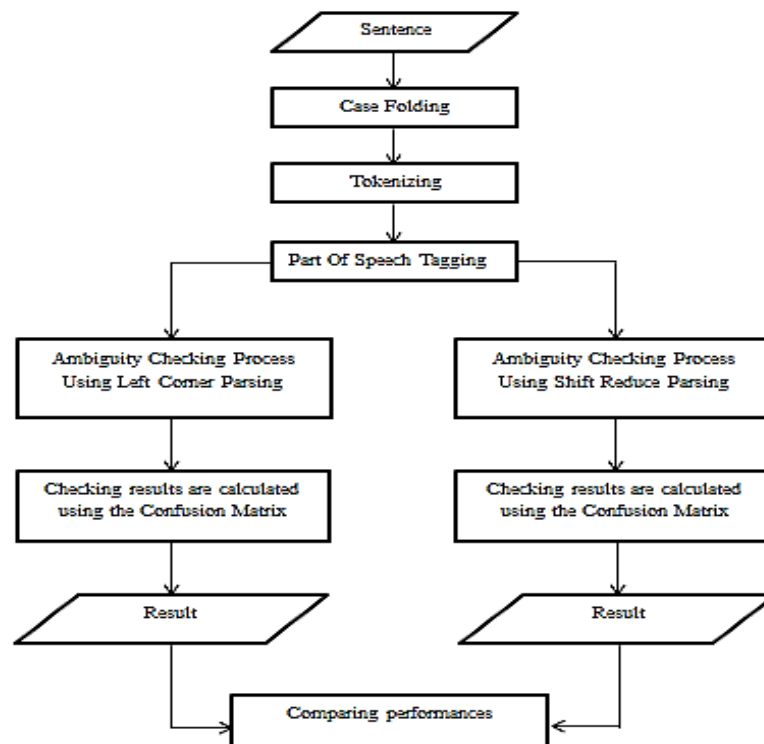 Sentence
Case Folding
Tokenizing
Part Of Speech Tagging
Ambiguity Checking Process
Using Left Corner Parsing
Ambiguity Checking Process
Using Shift Reduce Parsing
Checking results are calculated
using the Confusion Matrix
Checking results are calculated
using the Confusion Matrix
Result
Result
Comparing performances